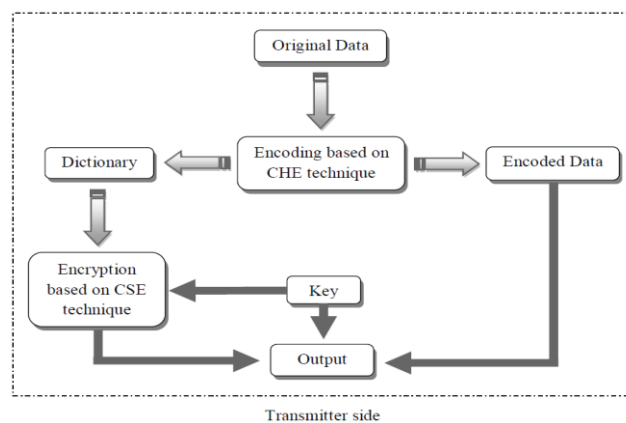 Original Data
Dictionary
Encoding based on
CHE technique
Encoded Data
Encryption
based on CSE
technique
Key
Output
Transmitter side